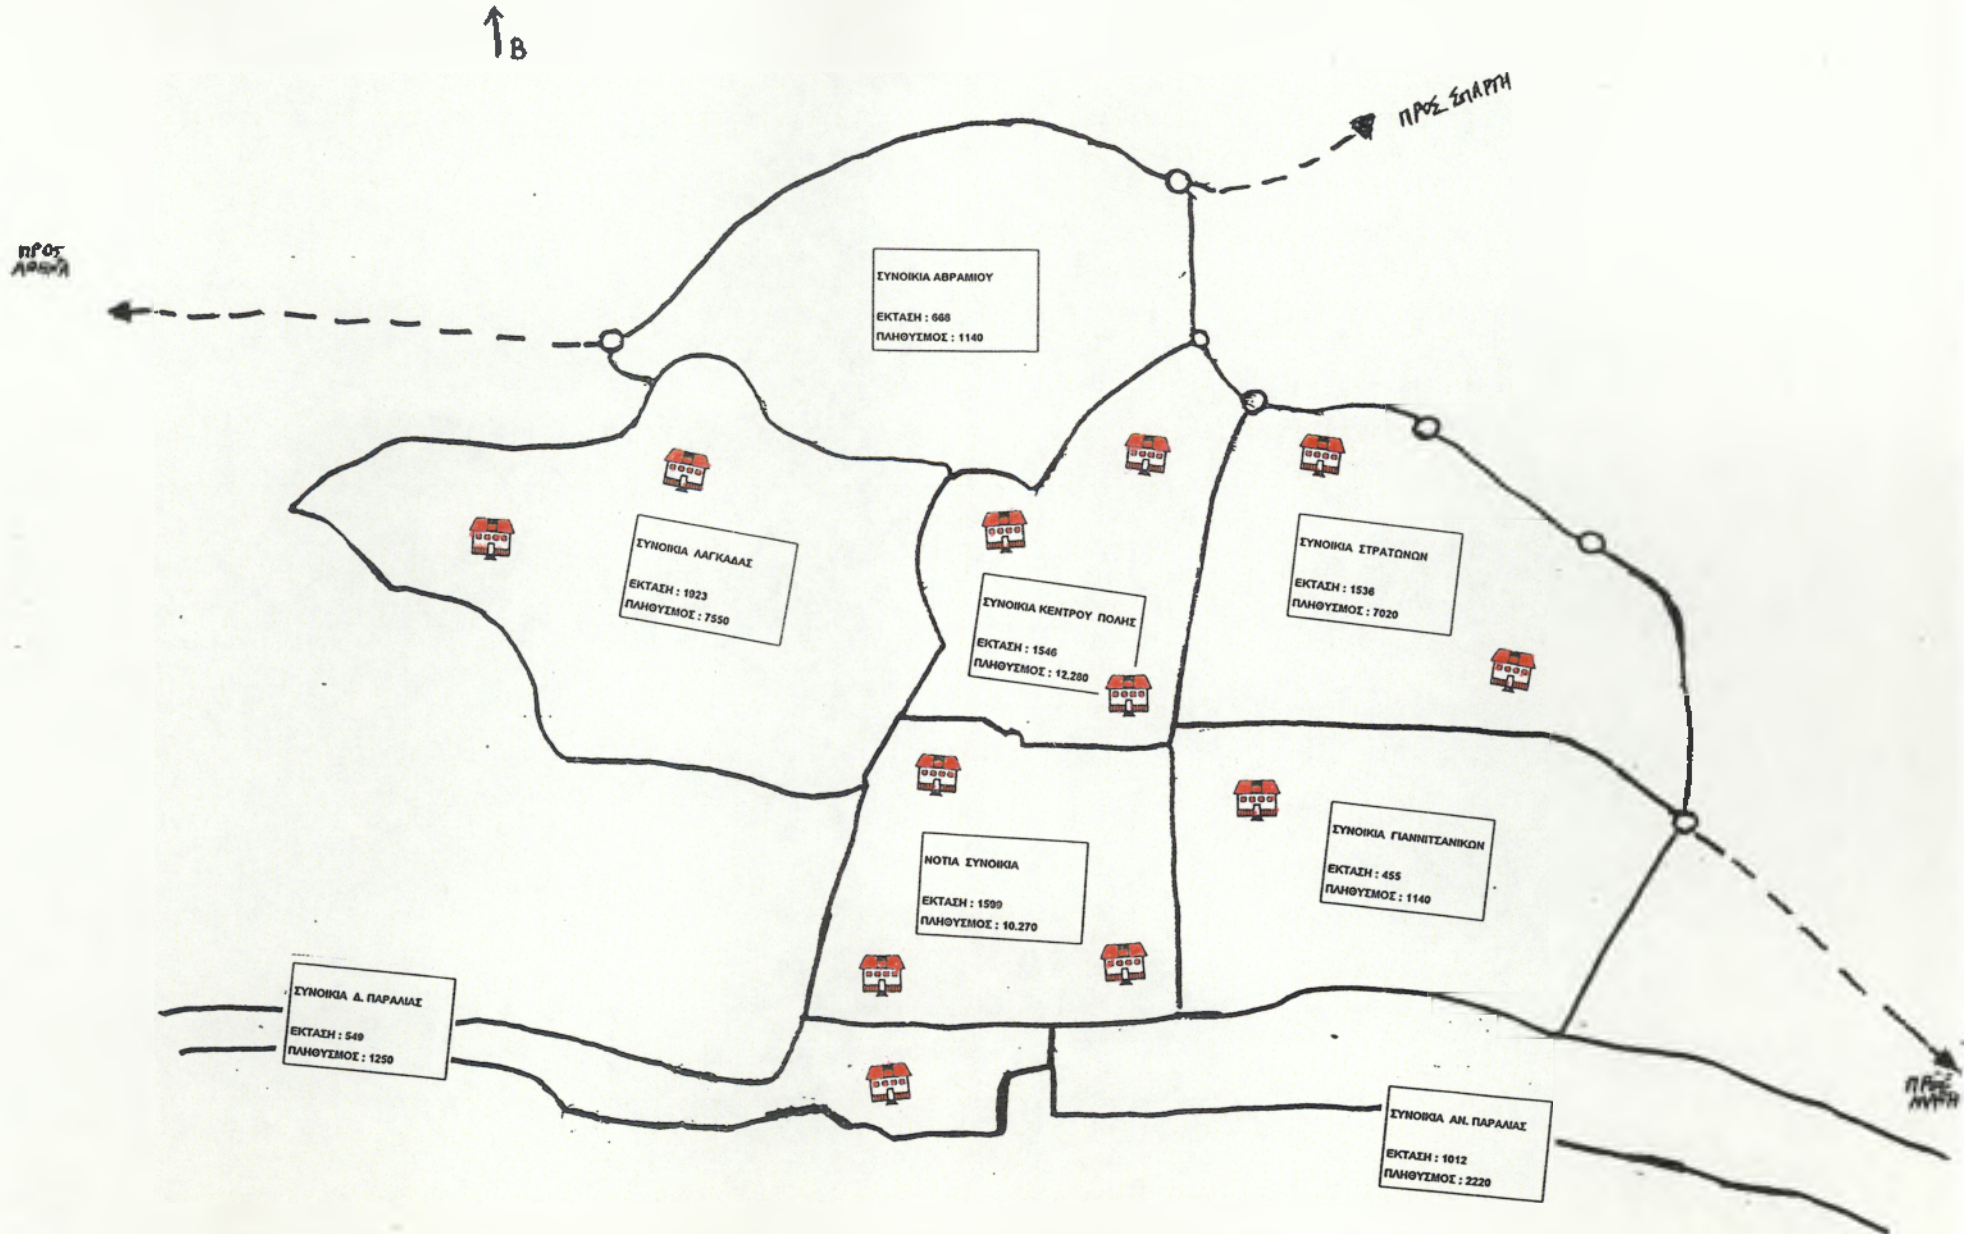 Β
ΠΡΟΣ ΣΠΑΡΤΗ
ΠΡΟΣ
ΣΥΝΟΙΚΙΑ ΑΒΡΑΜΙΟΥ
ΕΚΤΑΣΗ : 668
ΠΛΗΘΥΣΜΟΣ : 1140
ΣΥΝΟΙΚΙΑ ΛΑΓΚΑΔΑΣ
ΕΚΤΑΣΗ : 1923
ΠΛΗΘΥΣΜΟΣ : 7550
ΣΥΝΟΙΚΙΑ ΚΕΝΤΡΟΥ ΠΟΛΗΣ
ΕΚΤΑΣΗ : 1546
ΠΛΗΘΥΣΜΟΣ : 12.280
ΣΥΝΟΙΚΙΑ ΣΤΡΑΤΩΝΩΝ
ΕΚΤΑΣΗ : 1536
ΠΛΗΘΥΣΜΟΣ : 7020
ΝΟΤΙΑ ΣΥΝΟΙΚΙΑ
ΕΚΤΑΣΗ : 1599
ΠΛΗΘΥΣΜΟΣ : 10.270
ΣΥΝΟΙΚΙΑ ΓΙΑΝΝΙΤΣΑΝΙΚΩΝ
ΕΚΤΑΣΗ : 455
ΠΛΗΘΥΣΜΟΣ : 1140
ΣΥΝΟΙΚΙΑ Δ. ΠΑΡΑΛΙΑΣ
ΕΚΤΑΣΗ : 549
ΠΛΗΘΥΣΜΟΣ : 1250
ΠΡΟΣ
ΣΥΝΟΙΚΙΑ ΑΝ. ΠΑΡΑΛΙΑΣ
ΕΚΤΑΣΗ : 1012
ΠΛΗΘΥΣΜΟΣ : 2220